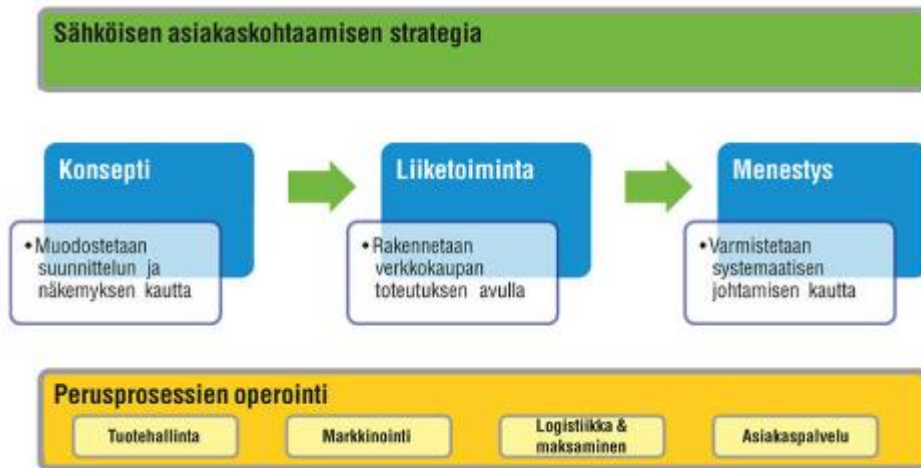 Sähköisen asiakaskohtaamisen strategia
Konsepti
•Muodostetaan
suunnittelun ja
näkemyksen kautta
Liiketoiminta
•Rakennetaan
verkkokaupan
toteutuksen avulla
Menestys
•Varmistetaan
systemaattisen
johtamisen kautta
Perusprosessien operointi
Tuotehallinta
Markkinointi
Logistiikka &
maksaminen
Asiakaspalvelu